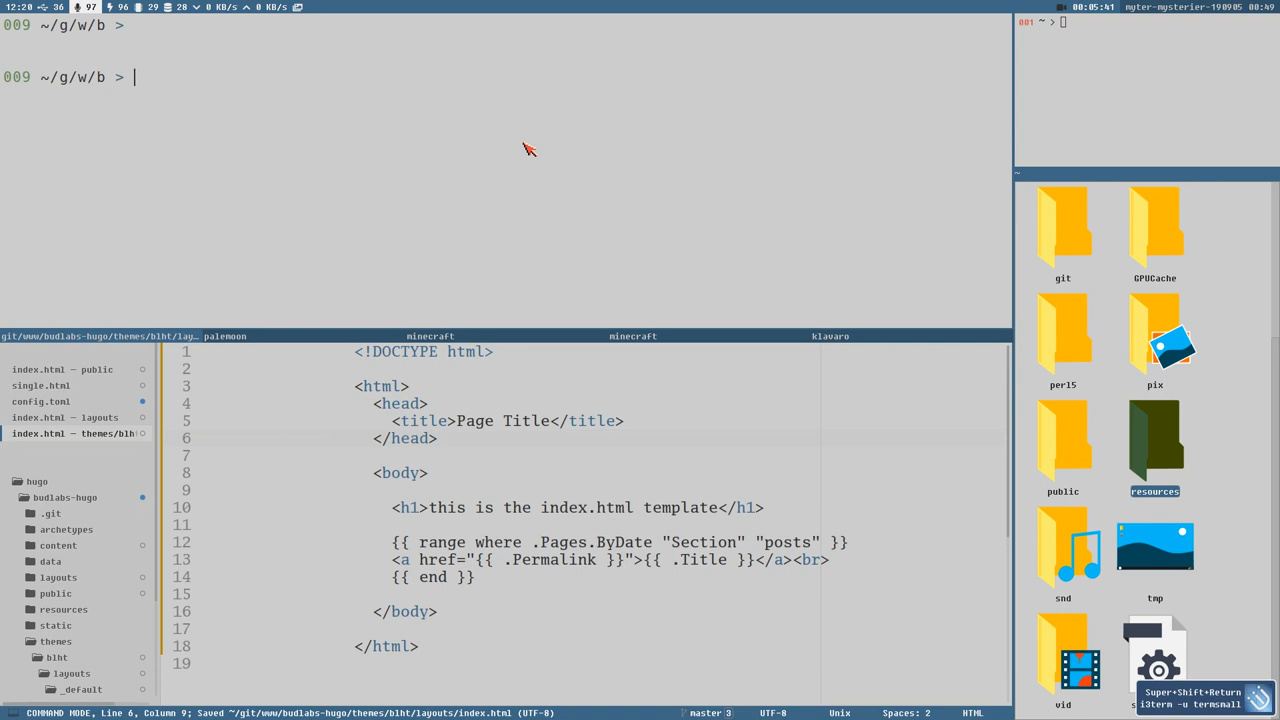 12:20 36 97 96 29 28 0 KB/s 0 KB/s
00:05:41 myter-mysterier-190905 00:49
009 ~/g/w/b >
009 ~/g/w/b >
001 ~ >
~
git
GPUCache
perl5
pix
public
resources
snd
tmp
vid
Super+Shift+Return
i3term -u termsmall
git/www/budlabs-hugo/themes/blht/lay… palemoon minecraft minecraft klavaro
index.html — public
single.html
config.toml
index.html — layouts
index.html — themes/blh
hugo
budlabs-hugo
.git
archetypes
content
data
layouts
public
resources
static
themes
blht
layouts
_default
1 <!DOCTYPE html>
2
3 <html>
4 <head>
5 <title>Page Title</title>
6 </head>
7
8 <body>
9
10 <h1>this is the index.html template</h1>
11
12 {{ range where .Pages.ByDate "Section" "posts" }}
13 <a href="{{ .Permalink }}">{{ .Title }}</a><br>
14 {{ end }}
15
16 </body>
17
18 </html>
19
COMMAND MODE, Line 6, Column 9; Saved ~/git/www/budlabs-hugo/themes/blht/layouts/index.html (UTF-8) master 3 UTF-8 Unix Spaces: 2 HTML